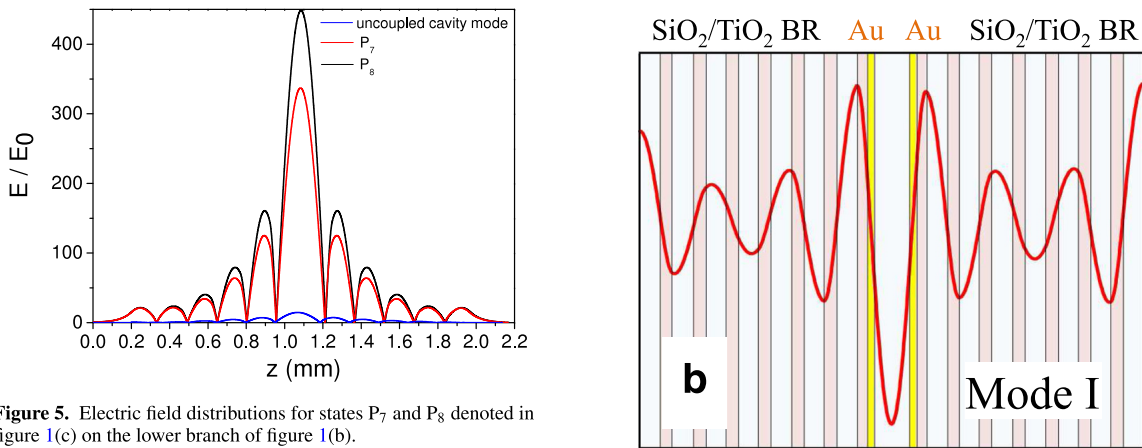 uncoupled cavity mode
P₇
P₈
E / E₀
400
300
200
100
0
0.0 0.2 0.4 0.6 0.8 1.0 1.2 1.4 1.6 1.8 2.0 2.2
z (mm)
Figure 5. Electric field distributions for states P₇ and P₈ denoted in
figure 1(c) on the lower branch of figure 1(b).
SiO₂/TiO₂ BR Au Au SiO₂/TiO₂ BR
b
Mode I